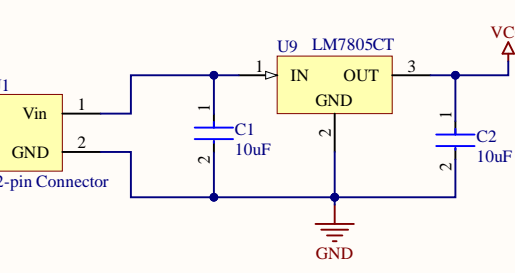 VC
U9 LM7805CT
1 IN OUT 3
GND
2
1
Vin 1
GND 2
2-pin Connector
1
C1
10uF
2
1
C2
10uF
2
GND